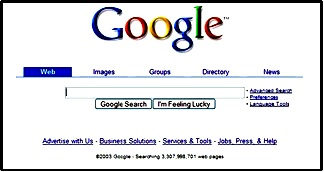 Google™
Web Images Groups Directory News
• Advanced Search
• Preferences
• Language Tools
Google Search I'm Feeling Lucky
Advertise with Us - Business Solutions - Services & Tools - Jobs, Press, & Help
©2003 Google - Searching 3,307,998,701 web pages